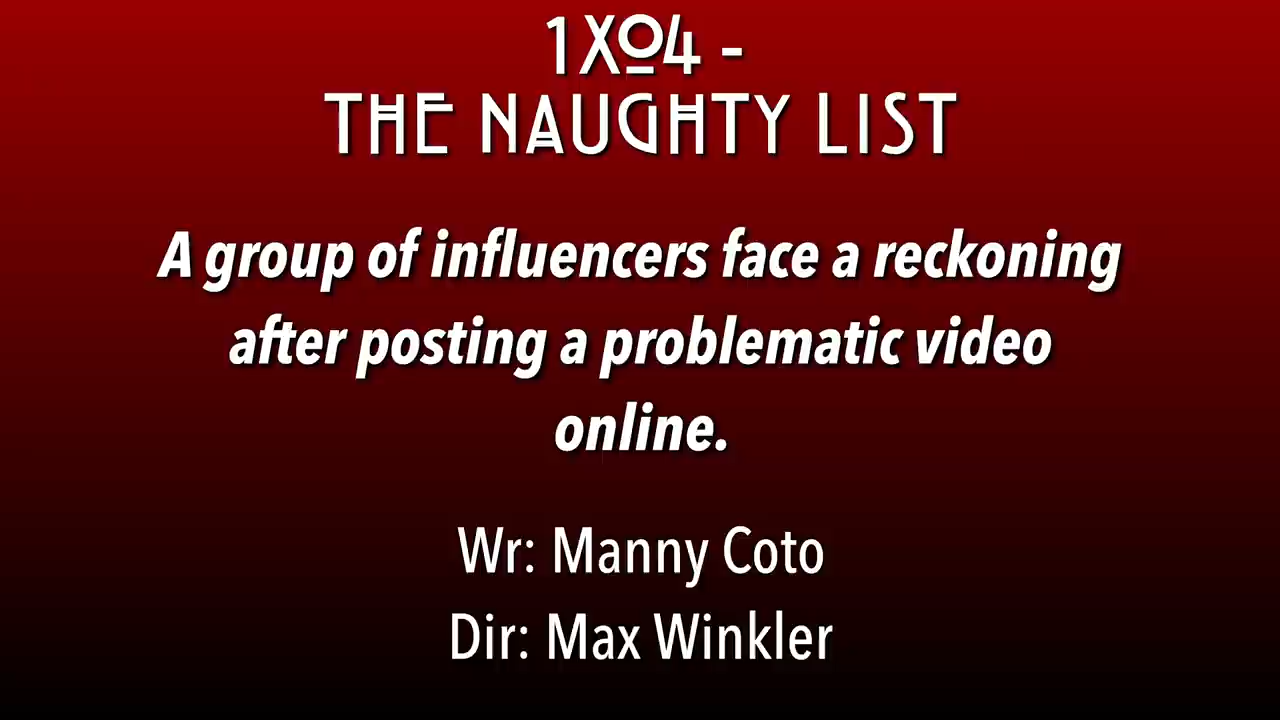 1X04 -
THE NAUGHTY LIST
A group of influencers face a reckoning
after posting a problematic video
online.
Wr: Manny Coto
Dir: Max Winkler